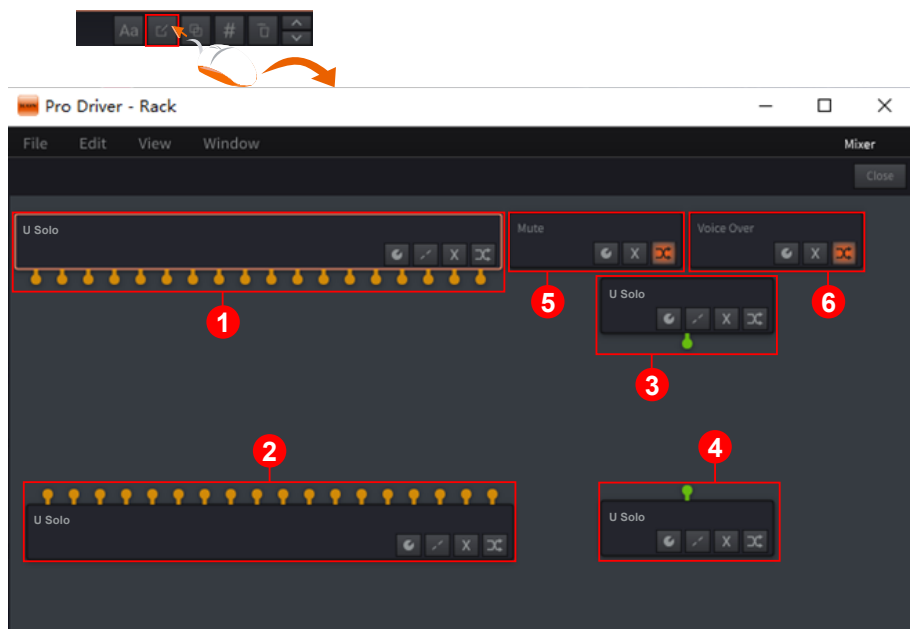 Aa #
Pro Driver - Rack
File Edit View Window Mixer
Close
U Solo
X
1
Mute
X
5
Voice Over
X
6
U Solo
X
3
2
U Solo
X
4
U Solo
X